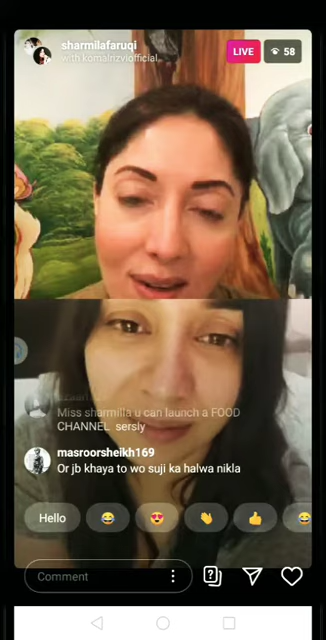 sharmilafaruqi
with komalrizviofficial
LIVE
58
Miss sharmilla u can launch a FOOD
CHANNEL sersly
masroorsheikh169
Or jb khaya to wo suji ka halwa nikla
Hello
Comment